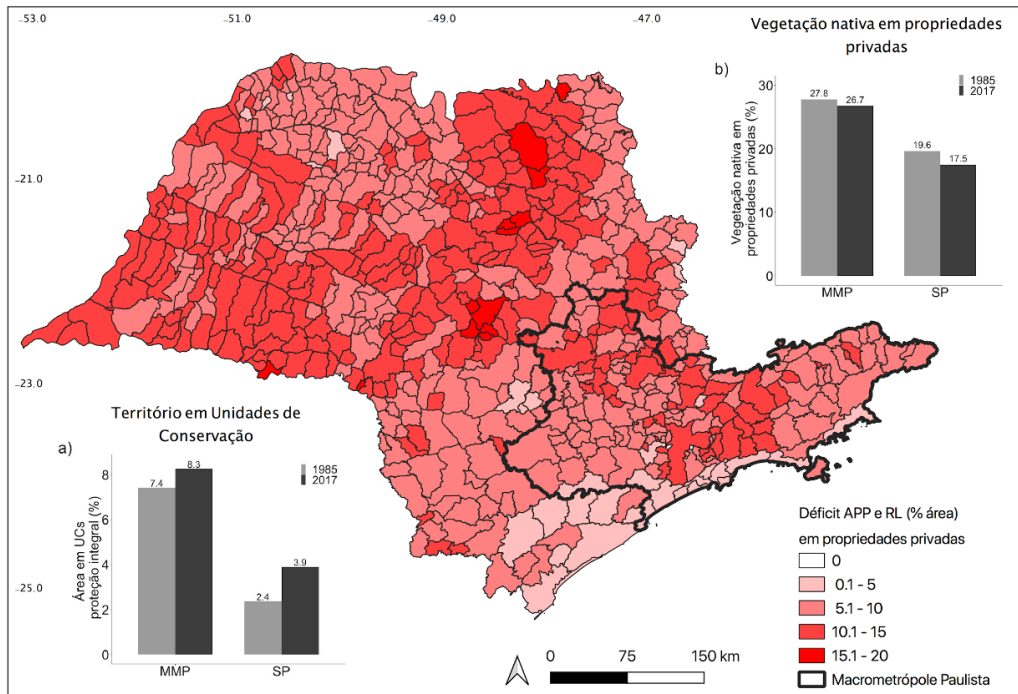 -53.0
-51.0
-49.0
-47.0
-21.0
-23.0
-25.0
Vegetação nativa em propriedades
privadas
b)
1985
2017
Vegetação nativa em
propriedades privadas (%)
30
20
10
0
27.8
26.7
19.6
17.5
MMP
SP
Território em Unidades de
Conservação
a)
1985
2017
Área em UCs
proteção integral (%)
8
6
4
2
0
7.4
8.3
2.4
3.9
MMP
SP
0
75
150 km
Déficit APP e RL (% área)
em propriedades privadas
0
0.1 - 5
5.1 - 10
10.1 - 15
15.1 - 20
Macrometrópole Paulista